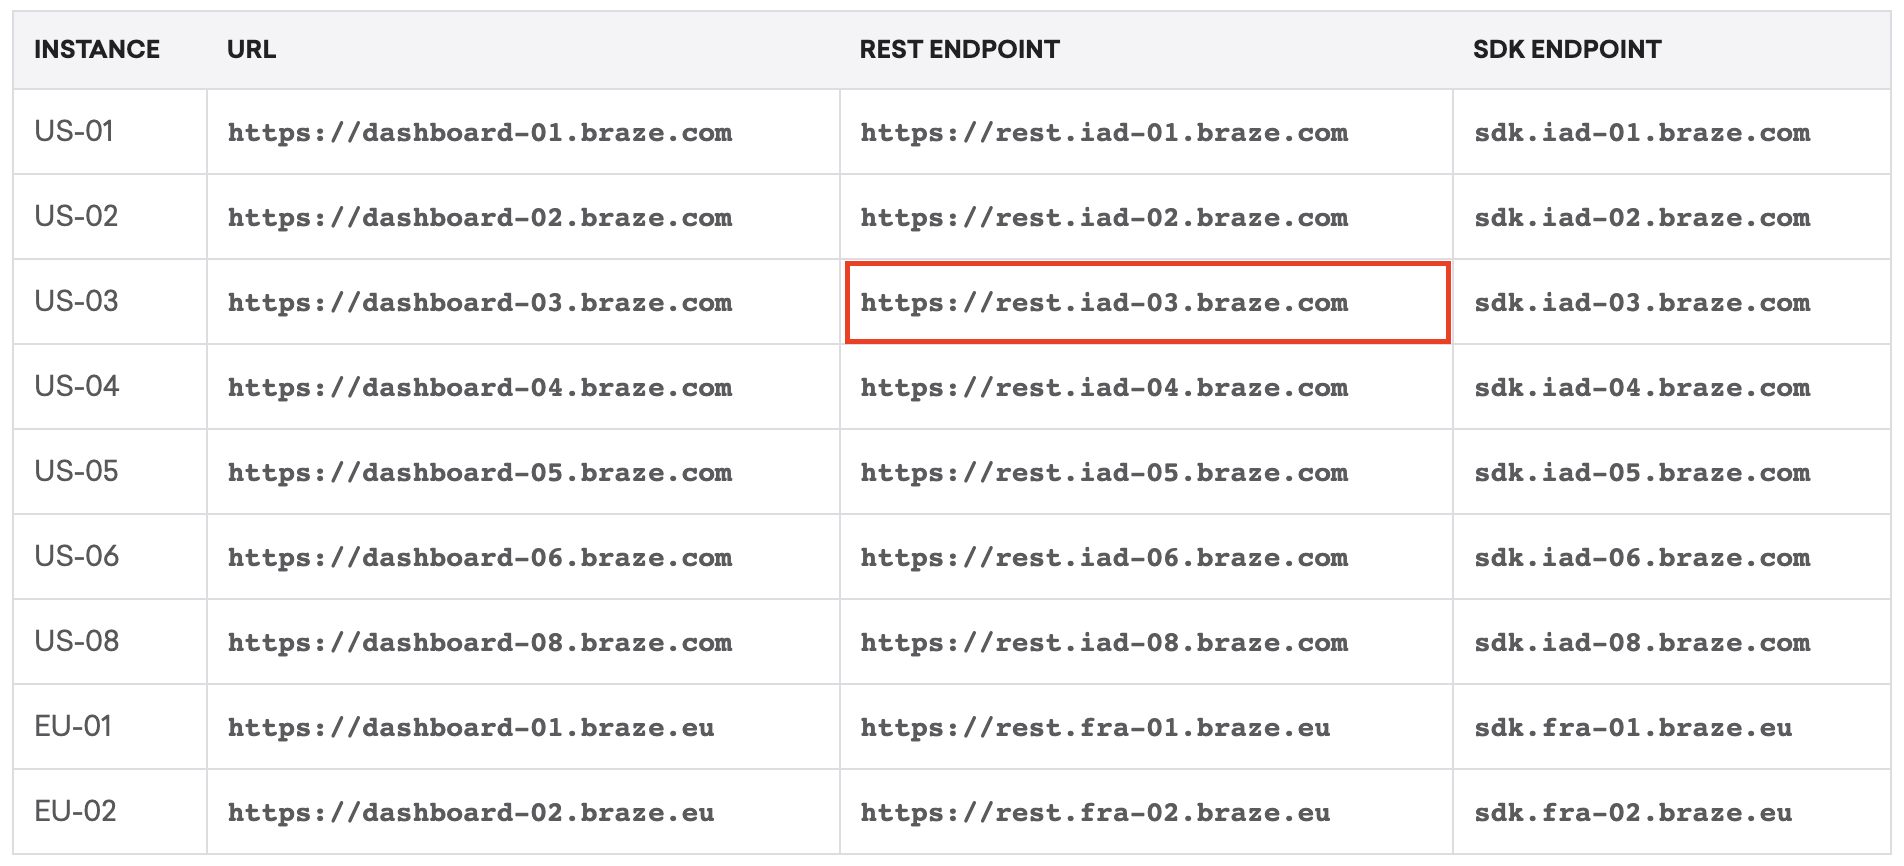 INSTANCE URL REST ENDPOINT SDK ENDPOINT
US-01 https://dashboard-01.braze.com https://rest.iad-01.braze.com sdk.iad-01.braze.com
US-02 https://dashboard-02.braze.com https://rest.iad-02.braze.com sdk.iad-02.braze.com
US-03 https://dashboard-03.braze.com https://rest.iad-03.braze.com sdk.iad-03.braze.com
US-04 https://dashboard-04.braze.com https://rest.iad-04.braze.com sdk.iad-04.braze.com
US-05 https://dashboard-05.braze.com https://rest.iad-05.braze.com sdk.iad-05.braze.com
US-06 https://dashboard-06.braze.com https://rest.iad-06.braze.com sdk.iad-06.braze.com
US-08 https://dashboard-08.braze.com https://rest.iad-08.braze.com sdk.iad-08.braze.com
EU-01 https://dashboard-01.braze.eu https://rest.fra-01.braze.eu sdk.fra-01.braze.eu
EU-02 https://dashboard-02.braze.eu https://rest.fra-02.braze.eu sdk.fra-02.braze.eu